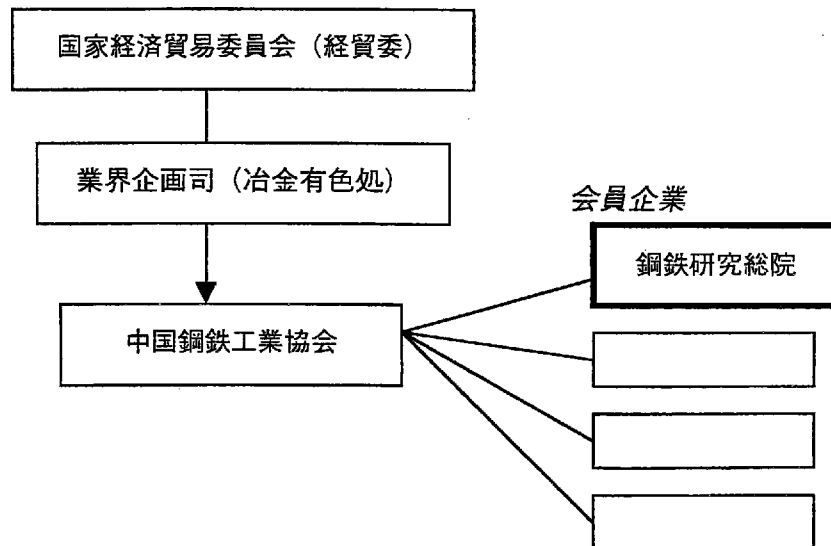 国家経済貿易委員会（経貿委）
業界企画司（冶金有色処）
会員企業
鋼鉄研究総院
中国鋼鉄工業協会